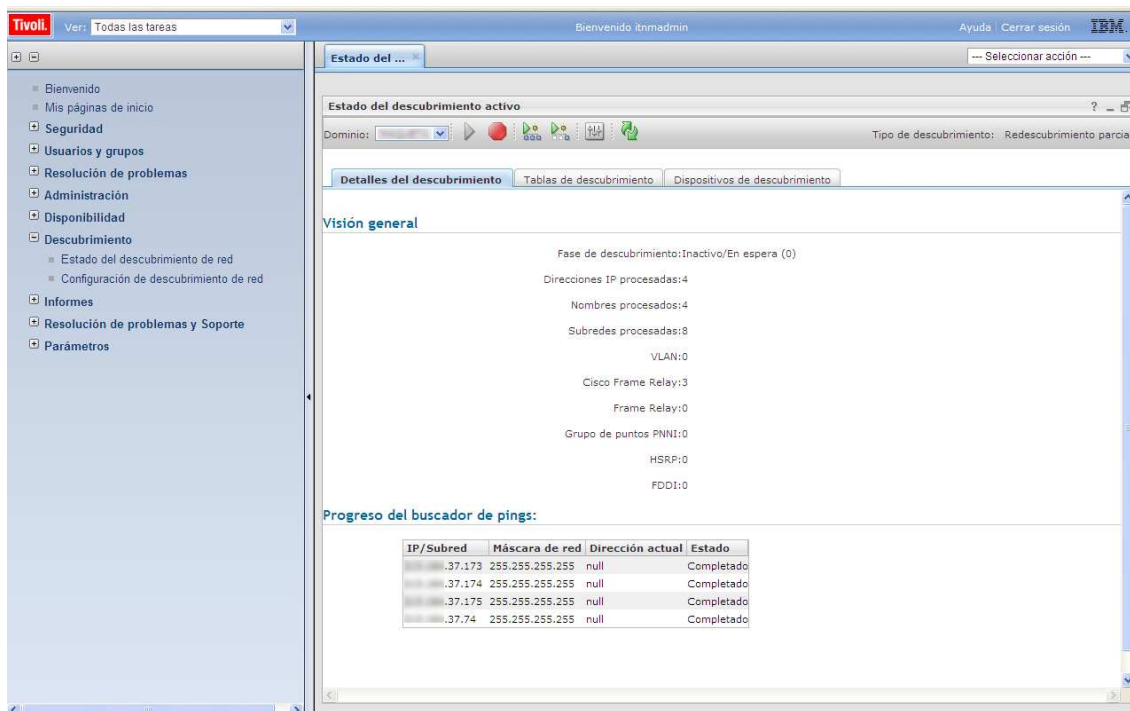 Tivoli. Ver: Todas las tareas Bienvenido itnmadmin Ayuda Cerrar sesión IBM.
Estado del ... --- Seleccionar acción ---
Bienvenido
Mis páginas de inicio
Seguridad
Usuarios y grupos
Resolución de problemas
Administración
Disponibilidad
Descubrimiento
Estado del descubrimiento de red
Configuración de descubrimiento de red
Informes
Resolución de problemas y Soporte
Parámetros
Estado del descubrimiento activo
Dominio: Tipo de descubrimiento: Redescubrimiento parcia
Detalles del descubrimiento Tablas de descubrimiento Dispositivos de descubrimiento
Visión general
Fase de descubrimiento:Inactivo/En espera (0)
Direcciones IP procesadas:4
Nombres procesados:4
Subredes procesadas:8
VLAN:0
Cisco Frame Relay:3
Frame Relay:0
Grupo de puntos PNNI:0
HSRP:0
FDDI:0
Progreso del buscador de pings:
IP/Subred Máscara de red Dirección actual Estado
.37.173 255.255.255.255 null Completado
.37.174 255.255.255.255 null Completado
.37.175 255.255.255.255 null Completado
.37.74 255.255.255.255 null Completado